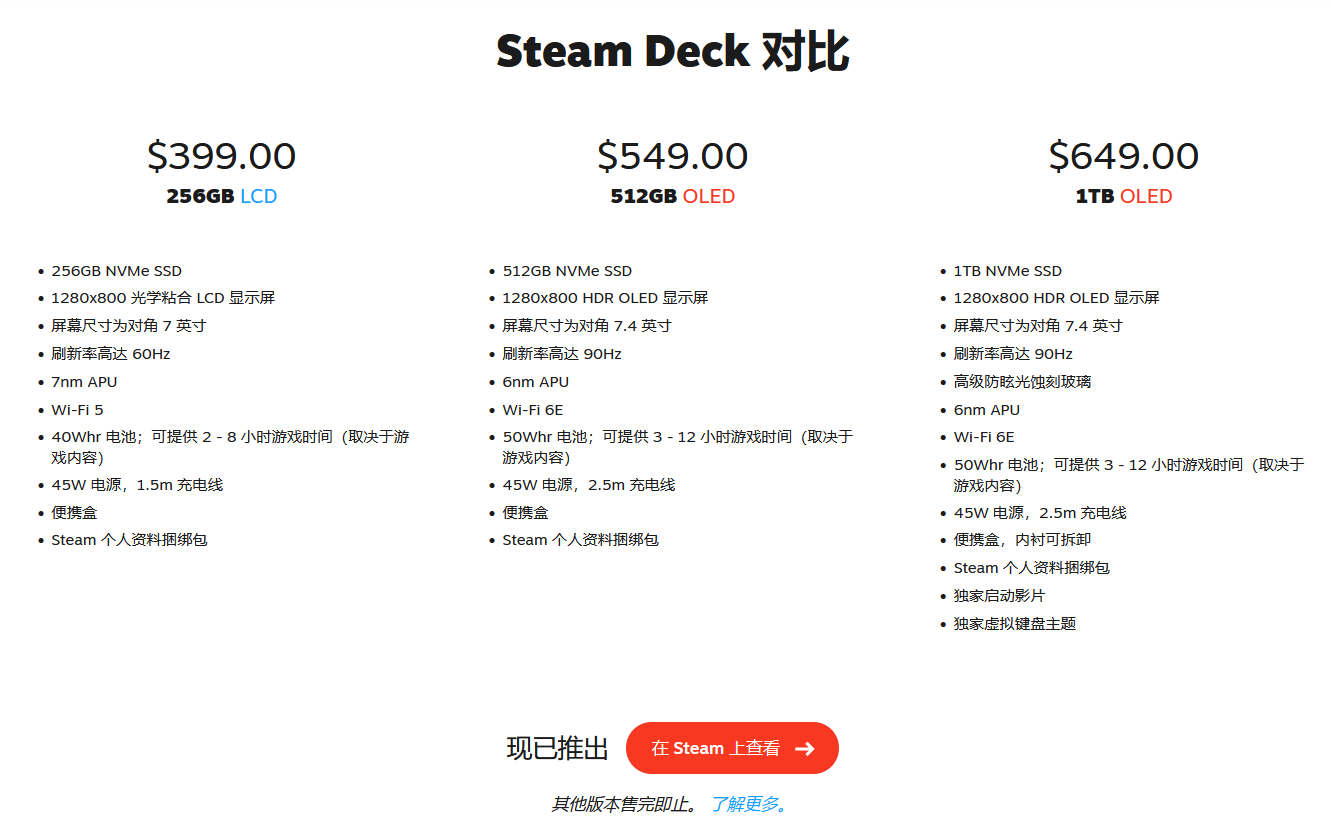 Steam Deck 对比
$399.00
256GB LCD
• 256GB NVMe SSD
• 1280x800 光学粘合 LCD 显示屏
• 屏幕尺寸为对角 7 英寸
• 刷新率高达 60Hz
• 7nm APU
• Wi-Fi 5
• 40Whr 电池；可提供 2 - 8 小时游戏时间（取决于游
戏内容）
• 45W 电源，1.5m 充电线
• 便携盒
• Steam 个人资料捆绑包
$549.00
512GB OLED
• 512GB NVMe SSD
• 1280x800 HDR OLED 显示屏
• 屏幕尺寸为对角 7.4 英寸
• 刷新率高达 90Hz
• 6nm APU
• Wi-Fi 6E
• 50Whr 电池；可提供 3 - 12 小时游戏时间（取决于
游戏内容）
• 45W 电源，2.5m 充电线
• 便携盒
• Steam 个人资料捆绑包
$649.00
1TB OLED
• 1TB NVMe SSD
• 1280x800 HDR OLED 显示屏
• 屏幕尺寸为对角 7.4 英寸
• 刷新率高达 90Hz
• 高级防眩光蚀刻玻璃
• 6nm APU
• Wi-Fi 6E
• 50Whr 电池；可提供 3 - 12 小时游戏时间（取决于
游戏内容）
• 45W 电源，2.5m 充电线
• 便携盒，内衬可拆卸
• Steam 个人资料捆绑包
• 独家启动影片
• 独家虚拟键盘主题
现已推出 在 Steam 上查看 →
其他版本售完即止。 了解更多。